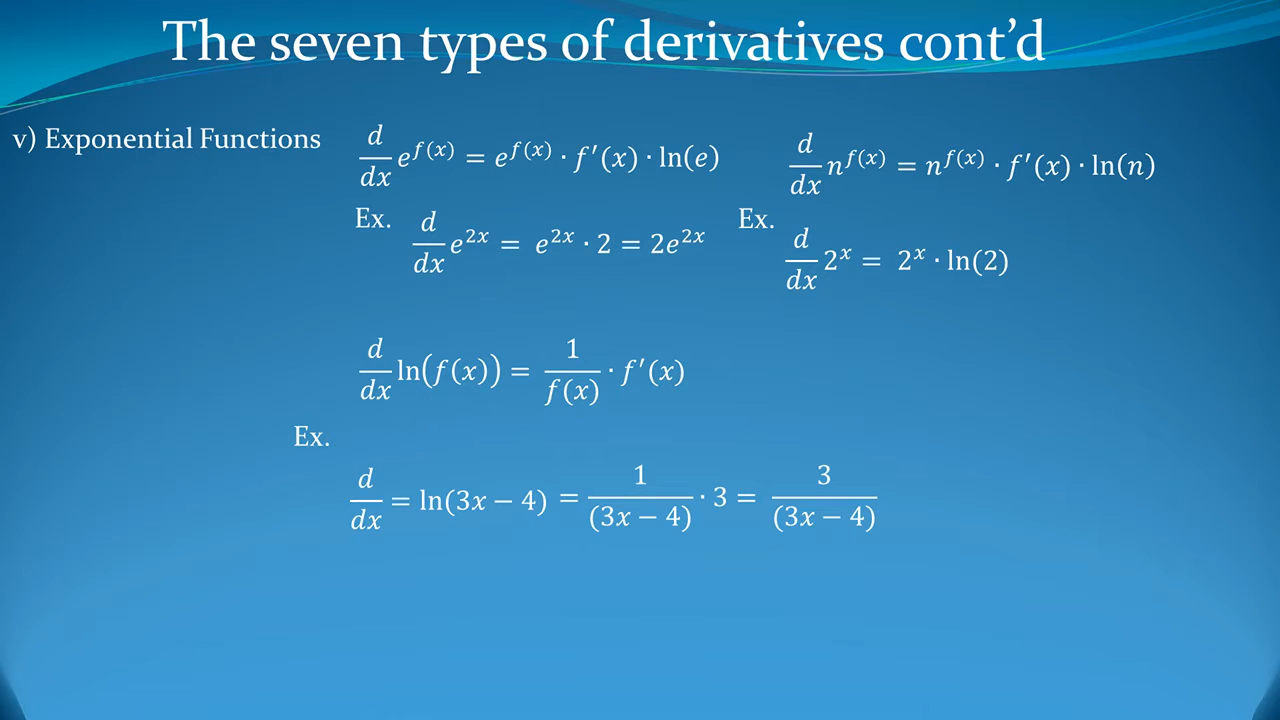 The seven types of derivatives cont’d
v) Exponential Functions
d/dx e^{f(x)} = e^{f(x)} · f′(x) · ln(e)
d/dx n^{f(x)} = n^{f(x)} · f′(x) · ln(n)
Ex.
d/dx e^{2x} = e^{2x} · 2 = 2e^{2x}
Ex.
d/dx 2^x = 2^x · ln(2)
d/dx ln(f(x)) = 1/f(x) · f′(x)
Ex.
d/dx = ln(3x − 4) = 1/(3x − 4) · 3 = 3/(3x − 4)